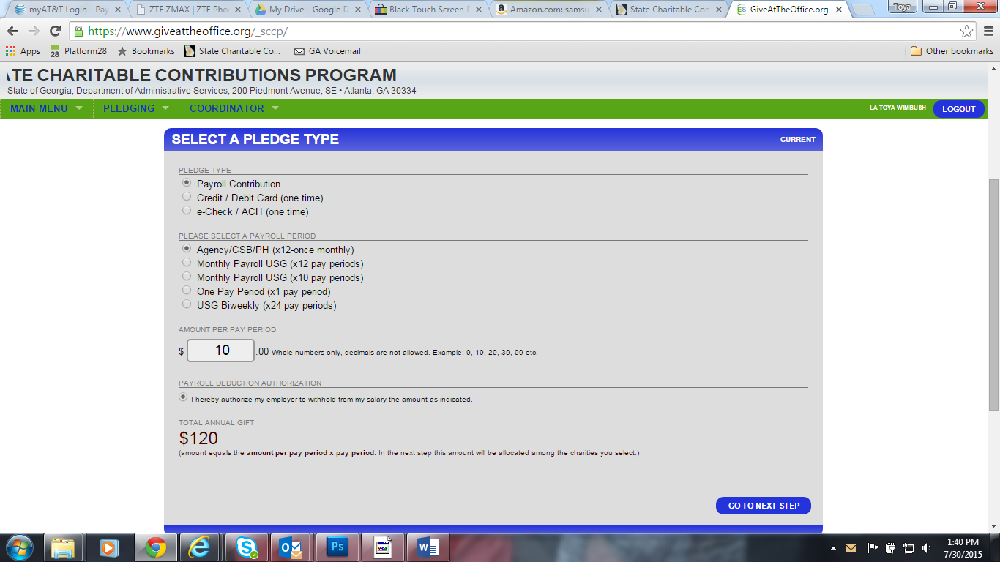 myAT&T Login - Pay
ZTE ZMAX | ZTE Pho
My Drive - Google D
Black Touch Screen D
Amazon.com: samsu
State Charitable Con
GiveAtTheOffice.org
Toya
https://www.giveattheoffice.org/_sccp/
Apps
28 Platform28
Bookmarks
State Charitable Co...
GA Voicemail
Other bookmarks
ATE CHARITABLE CONTRIBUTIONS PROGRAM
State of Georgia, Department of Administrative Services, 200 Piedmont Avenue, SE • Atlanta, GA 30334
MAIN MENU
PLEDGING
COORDINATOR
LA TOYA WIMBUSH
LOGOUT
SELECT A PLEDGE TYPE
CURRENT
PLEDGE TYPE
Payroll Contribution
Credit / Debit Card (one time)
e-Check / ACH (one time)
PLEASE SELECT A PAYROLL PERIOD
Agency/CSB/PH (x12-once monthly)
Monthly Payroll USG (x12 pay periods)
Monthly Payroll USG (x10 pay periods)
One Pay Period (x1 pay period)
USG Biweekly (x24 pay periods)
AMOUNT PER PAY PERIOD
$ 10 .00 Whole numbers only, decimals are not allowed. Example: 9, 19, 29, 39, 99 etc.
PAYROLL DEDUCTION AUTHORIZATION
I hereby authorize my employer to withhold from my salary the amount as indicated.
TOTAL ANNUAL GIFT
$120
(amount equals the amount per pay period x pay period. In the next step this amount will be allocated among the charities you select.)
GO TO NEXT STEP
1:40 PM
7/30/2015